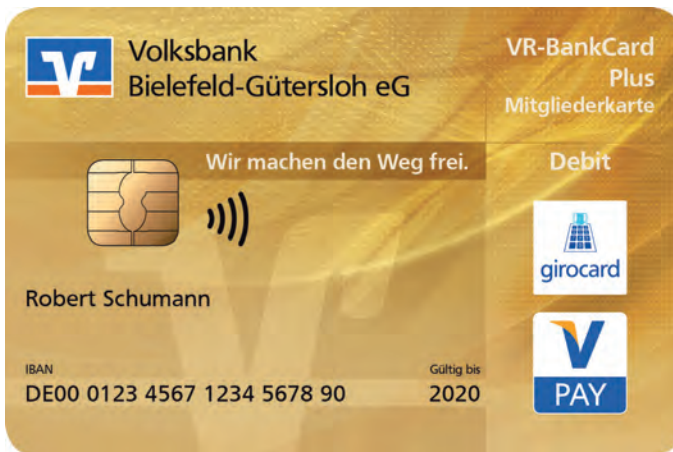 Volksbank
Bielefeld-Gütersloh eG
VR-BankCard
Plus
Mitgliederkarte
Wir machen den Weg frei.
Debit
girocard
Robert Schumann
V
PAY
IBAN
Gültig bis
DE00 0123 4567 1234 5678 90
2020